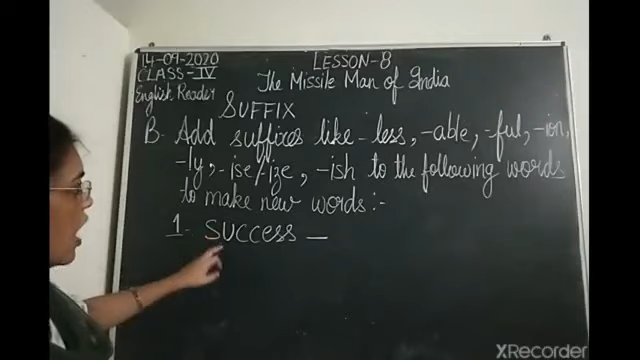 14-09-2020
CLASS-IV
English Reader
LESSON-8
The Missile Man of India
SUFFIX
B- Add suffixes like -less, -able, -ful, -ion,
-ly, -ise/-ize, -ish to the following words
to make new words:-
1- Success –
XRecorder